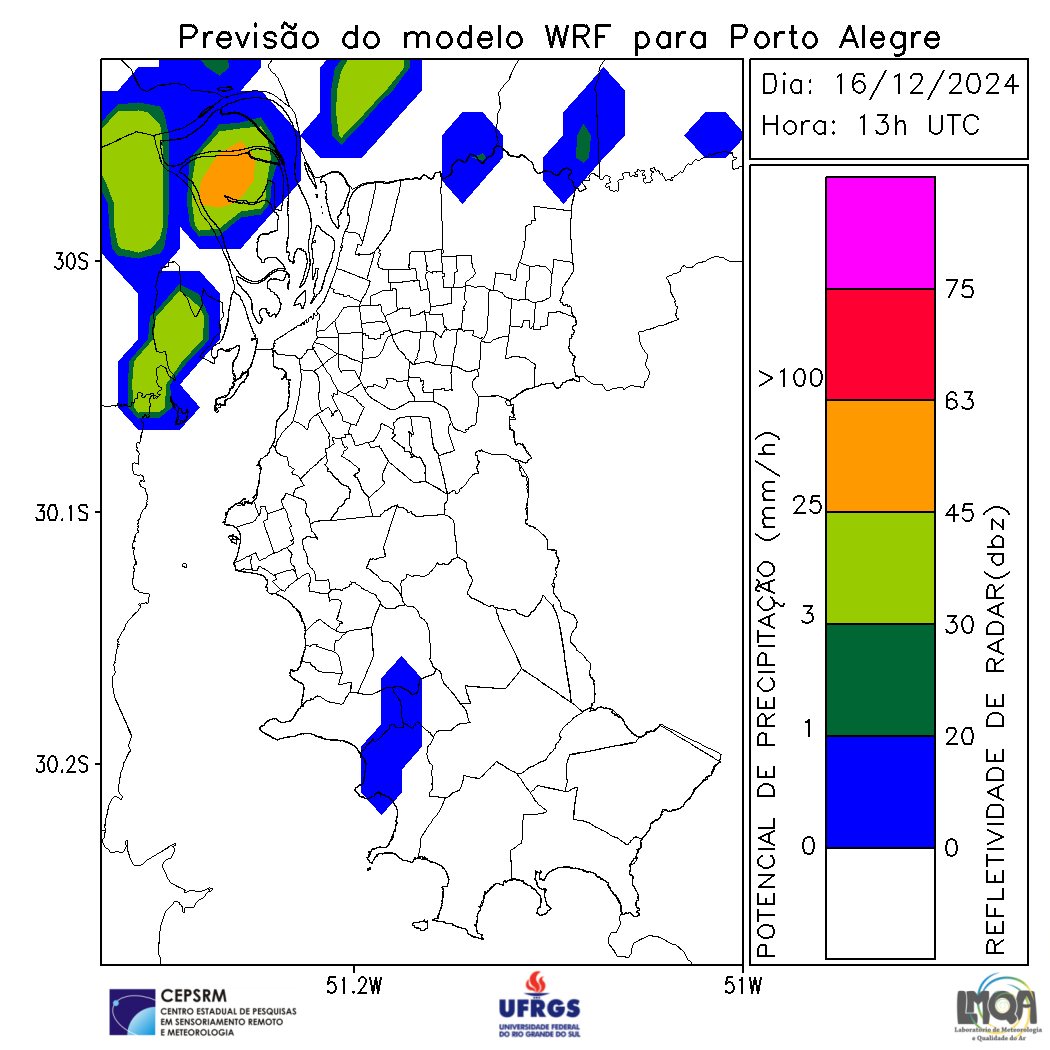 Previsão do modelo WRF para Porto Alegre
Dia: 16/12/2024
Hora: 13h UTC
30S
30.1S
30.2S
51.2W
51W
POTENCIAL DE PRECIPITAÇÃO (mm/h)
>100
25
3
1
0
75
63
45
30
20
0
REFLETIVIDADE DE RADAR(dbz)
CEPSRM
CENTRO ESTADUAL DE PESQUISAS
EM SENSORIAMENTO REMOTO
E METEOROLOGIA
UFRGS
UNIVERSIDADE FEDERAL
DO RIO GRANDE DO SUL
LMQA
Laboratório de Meteorologia
e Qualidade do Ar